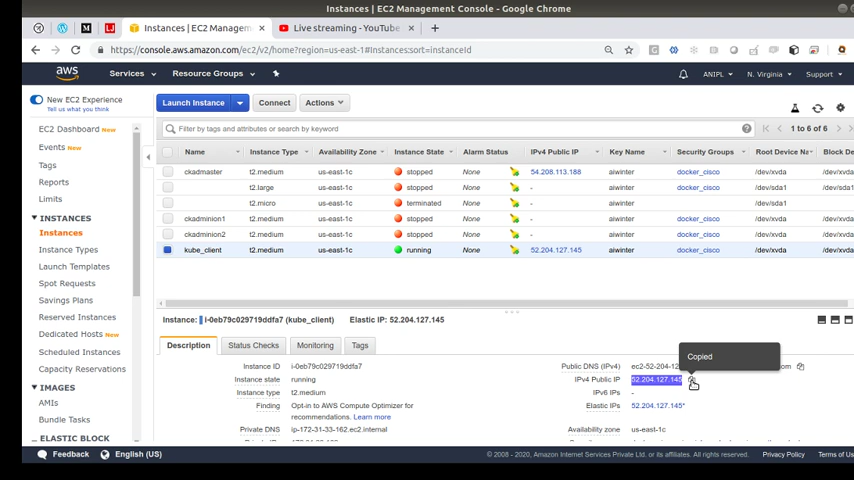 Instances | EC2 Management Console - Google Chrome
Instances | EC2 Managem
Live streaming - YouTube
https://console.aws.amazon.com/ec2/v2/home?region=us-east-1#Instances:sort=instanceId
aws Services Resource Groups ANIPL N. Virginia Support
New EC2 Experience
Tell us what you think
EC2 Dashboard New
Events New
Tags
Reports
Limits
INSTANCES
Instances
Instance Types
Launch Templates
Spot Requests
Savings Plans
Reserved Instances
Dedicated Hosts New
Scheduled Instances
Capacity Reservations
IMAGES
AMIs
Bundle Tasks
ELASTIC BLOCK
Launch Instance Connect Actions
Filter by tags and attributes or search by keyword 1 to 6 of 6
Name Instance Type Availability Zone Instance State Alarm Status IPv4 Public IP Key Name Security Groups Root Device Na Block De
ckadmaster t2.medium us-east-1c stopped None 54.208.113.188 aiwinter docker_cisco /dev/xvda /dev/xvda
t2.large us-east-1c stopped None - aiwinter docker_cisco /dev/sda1 /dev/sda1
t2.micro us-east-1c terminated None - aiwinter /dev/sda1
ckadminion1 t2.medium us-east-1c stopped None - aiwinter docker_cisco /dev/xvda /dev/xvda
ckadminion2 t2.medium us-east-1c stopped None - aiwinter docker_cisco /dev/xvda /dev/xvda
kube_client t2.medium us-east-1c running None 52.204.127.145 aiwinter docker_cisco /dev/xvda /dev/xvda
Instance: i-0eb79c029719ddfa7 (kube_client) Elastic IP: 52.204.127.145
Description Status Checks Monitoring Tags
Copied
Instance ID i-0eb79c029719ddfa7 Public DNS (IPv4) ec2-52-204-12 om
Instance state running IPv4 Public IP 52.204.127.145
Instance type t2.medium IPv6 IPs -
Finding Opt-in to AWS Compute Optimizer for Elastic IPs 52.204.127.145*
recommendations. Learn more
Private DNS ip-172-31-33-162.ec2.internal Availability zone us-east-1c
Feedback English (US) © 2008 - 2020, Amazon Internet Services Private Ltd. or its affiliates. All rights reserved. Privacy Policy Terms of Us